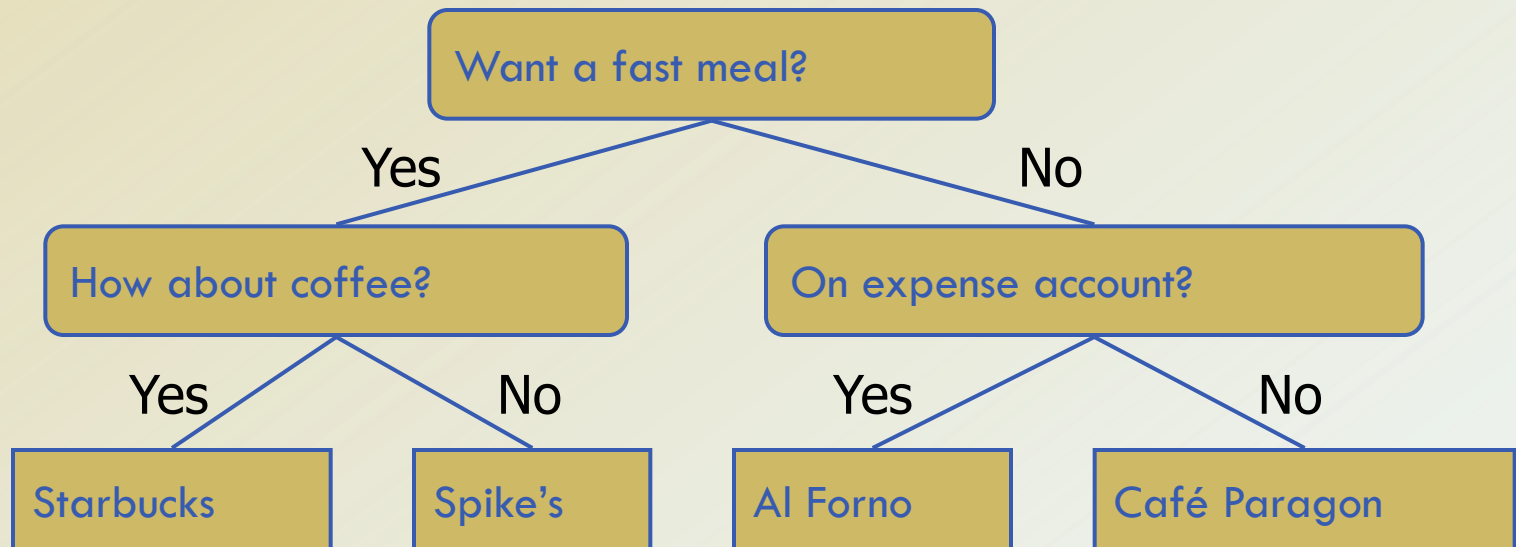 Want a fast meal?
Yes
No
How about coffee?
On expense account?
Yes
No
Yes
No
Starbucks
Spike’s
Al Forno
Café Paragon